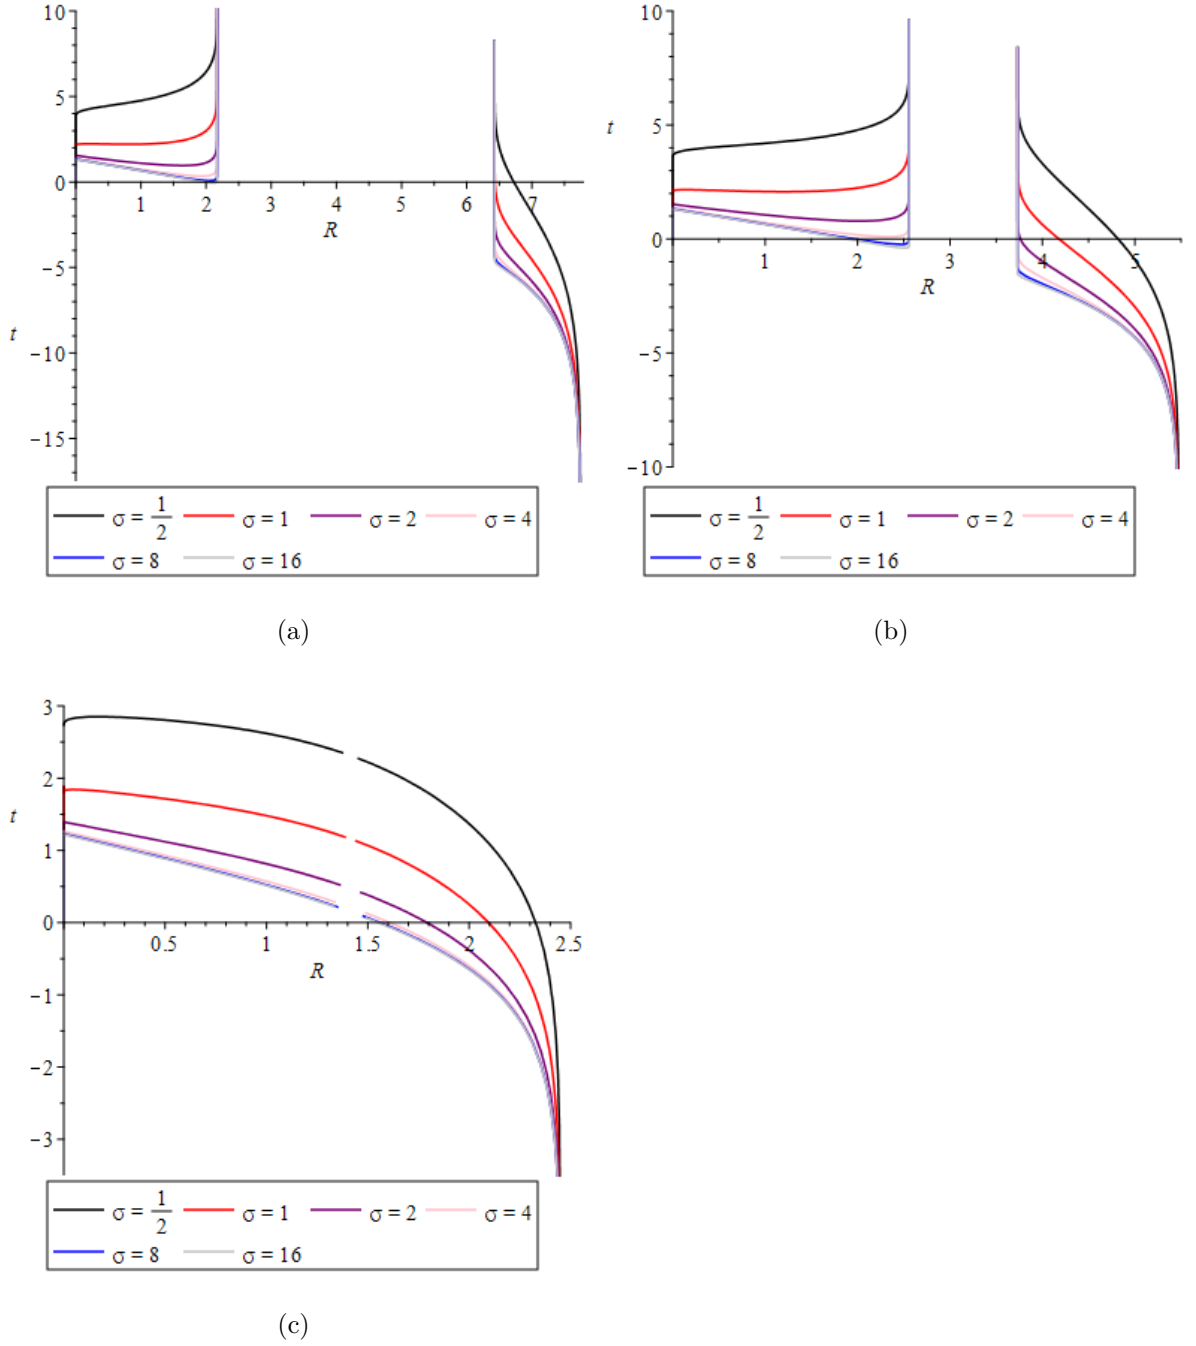 10
5
0
−5
−10
−15
t
1 2 3 4 5 6 7
R
σ = 1/2 σ = 1 σ = 2 σ = 4
σ = 8 σ = 16
(a)
10
5
0
−5
−10
t
1 2 3 4 5
R
σ = 1/2 σ = 1 σ = 2 σ = 4
σ = 8 σ = 16
(b)
3
2
1
0
−1
−2
−3
t
0.5 1 1.5 2 2.5
R
σ = 1/2 σ = 1 σ = 2 σ = 4
σ = 8 σ = 16
(c)